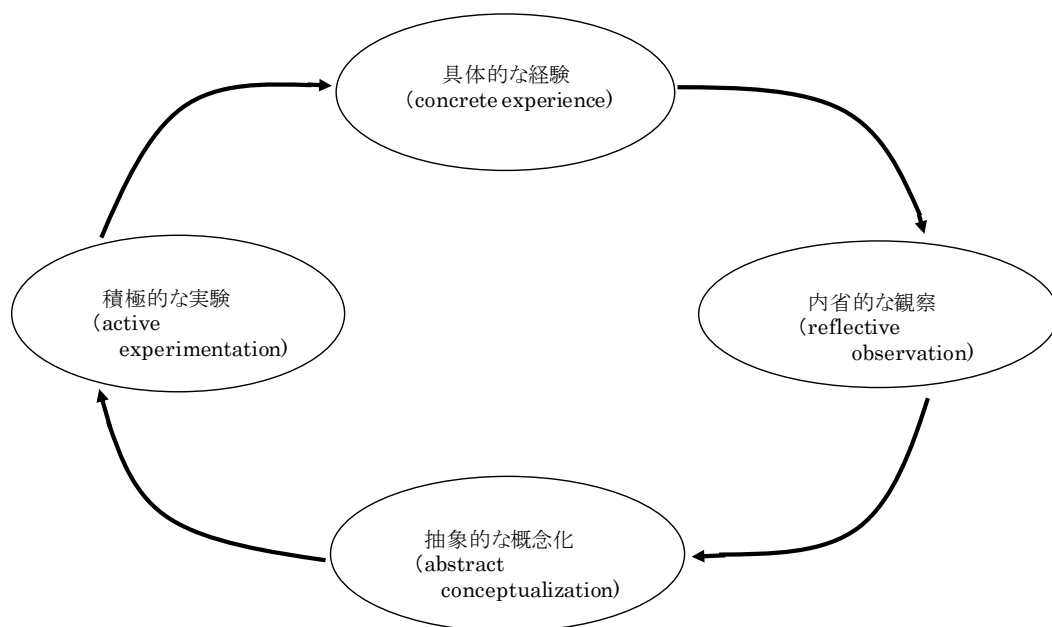 具体的な経験
（concrete experience)
積極的な実験
（active
experimentation)
内省的な観察
（reflective
observation)
抽象的な概念化
（abstract
conceptualization)